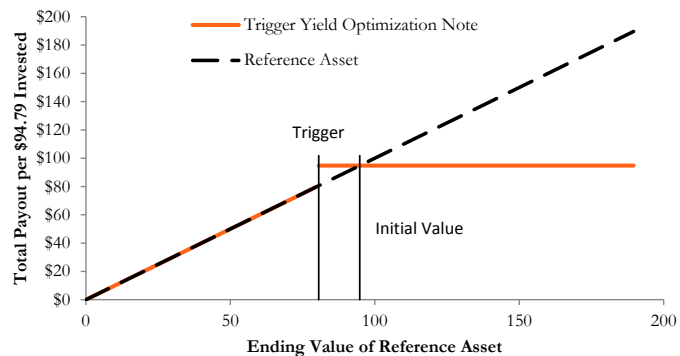 $200
$180
$160
$140
$120
$100
$80
$60
$40
$20
$0
Total Payout per $94.79 Invested
Trigger Yield Optimization Note
Reference Asset
Trigger
Initial Value
0
50
100
150
200
Ending Value of Reference Asset